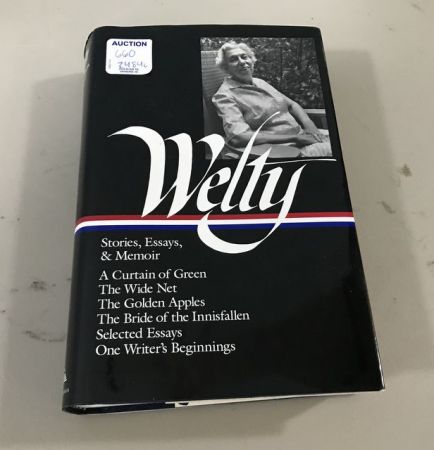 AUCTION
660
Welty
Stories, Essays,
& Memoir
A Curtain of Green
The Wide Net
The Golden Apples
The Bride of the Innisfallen
Selected Essays
One Writer's Beginnings